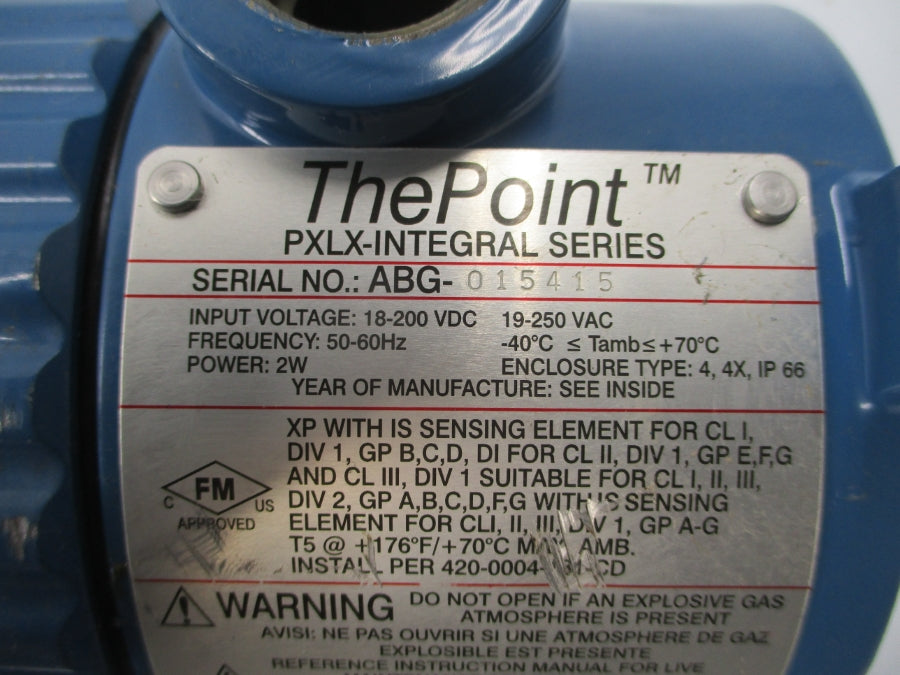 ThePoint™
PXLX-INTEGRAL SERIES
SERIAL NO.: ABG- 015415
INPUT VOLTAGE: 18-200 VDC 19-250 VAC
FREQUENCY: 50-60Hz -40°C ≤ Tamb≤+70°C
POWER: 2W ENCLOSURE TYPE: 4, 4X, IP 66
YEAR OF MANUFACTURE: SEE INSIDE
XP WITH IS SENSING ELEMENT FOR CL I,
DIV 1, GP B,C,D, DI FOR CL II, DIV 1, GP E,F,G
AND CL III, DIV 1 SUITABLE FOR CL I, II, III,
DIV 2, GP A,B,C,D,F,G WITH IS SENSING
ELEMENT FOR CLI, II, III, DIV 1, GP A-G
T5 @ +176°F/+70°C MAX. AMB.
INSTALL PER
C FM US
APPROVED
WARNING DO NOT OPEN IF AN EXPLOSIVE GAS
ATMOSPHERE IS PRESENT
AVISI: NE PAS OUVRIR SI UNE ATMOSPHERE DE GAZ
EXPLOSIBLE EST PRESENTE
REFERENCE INSTRUCTION MANUAL FOR LIVE